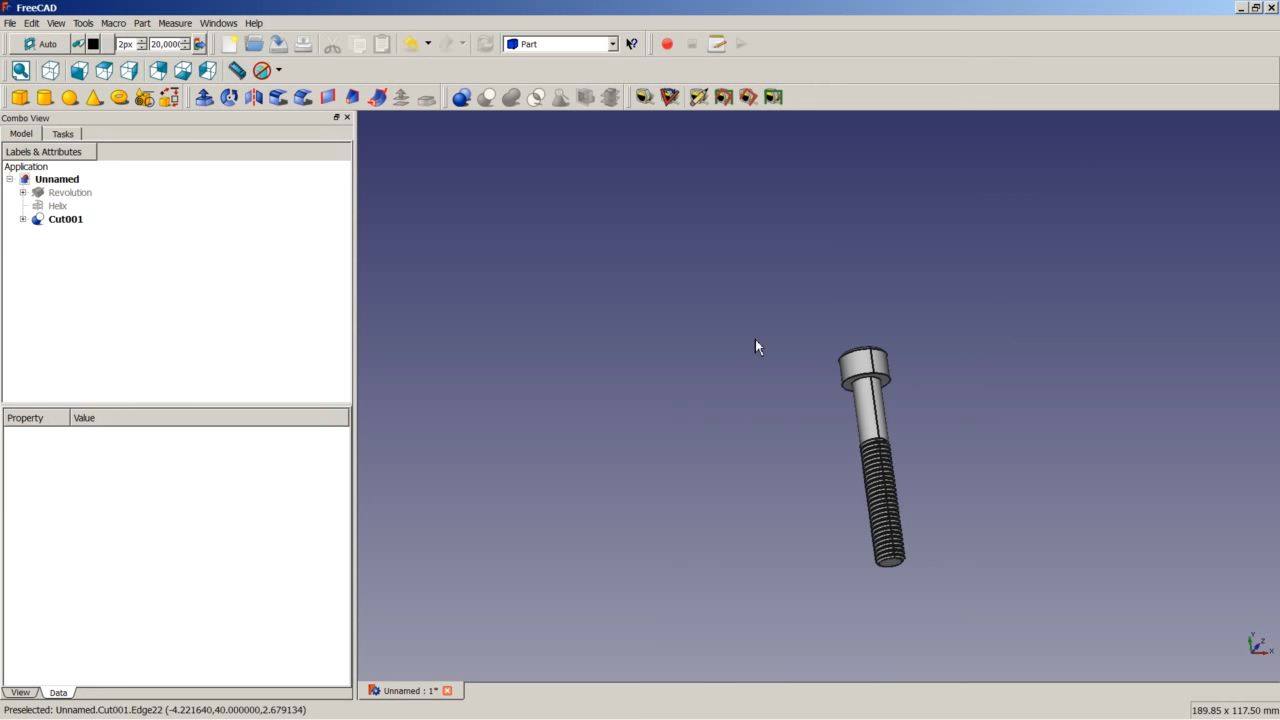 FreeCAD
File Edit View Tools Macro Part Measure Windows Help
Auto 2px 20,000 Part
Combo View
Model Tasks
Labels & Attributes
Application
Unnamed
Revolution
Helix
Cut001
Property Value
View Data
Unnamed : 1*
Y Z X
Preselected: Unnamed.Cut001.Edge22 (-4.221640,40.000000,2.679134)
189.85 x 117.50 mm